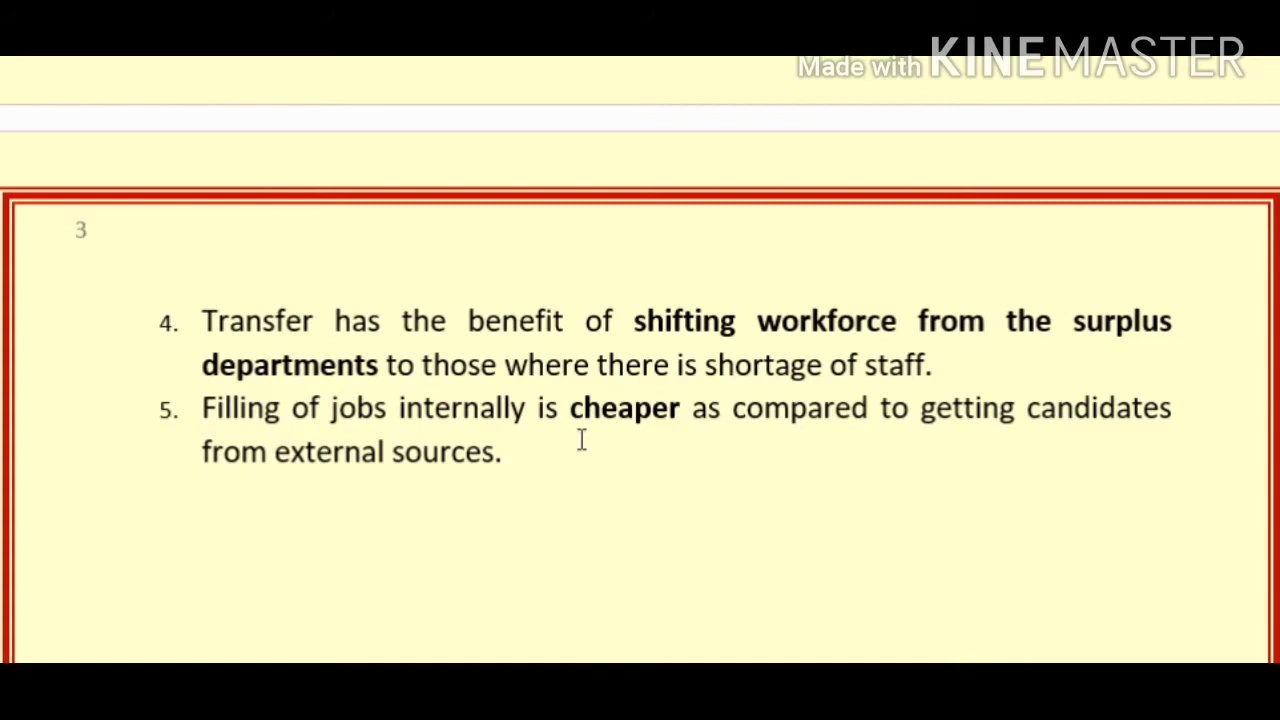 Made with KINEMASTER
3
4. Transfer has the benefit of shifting workforce from the surplus
departments to those where there is shortage of staff.
5. Filling of jobs internally is cheaper as compared to getting candidates
from external sources.